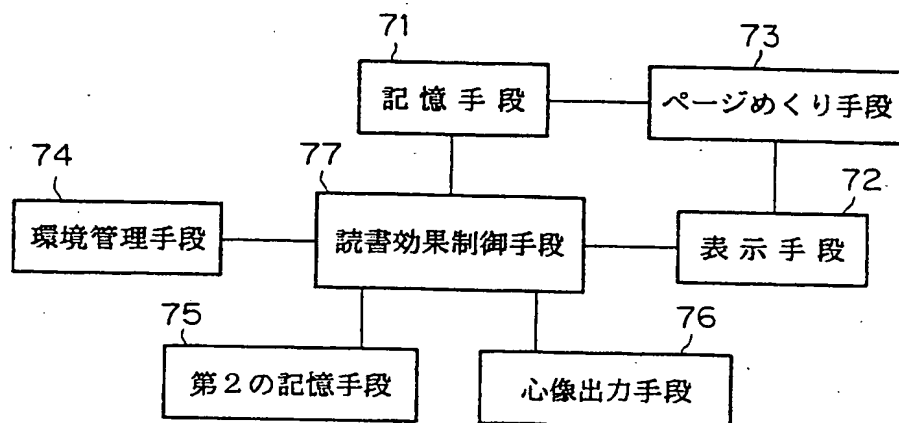 71
記憶手段
73
ページめくり手段
74
環境管理手段
77
読書効果制御手段
72
表示手段
75
第2の記憶手段
76
心像出力手段